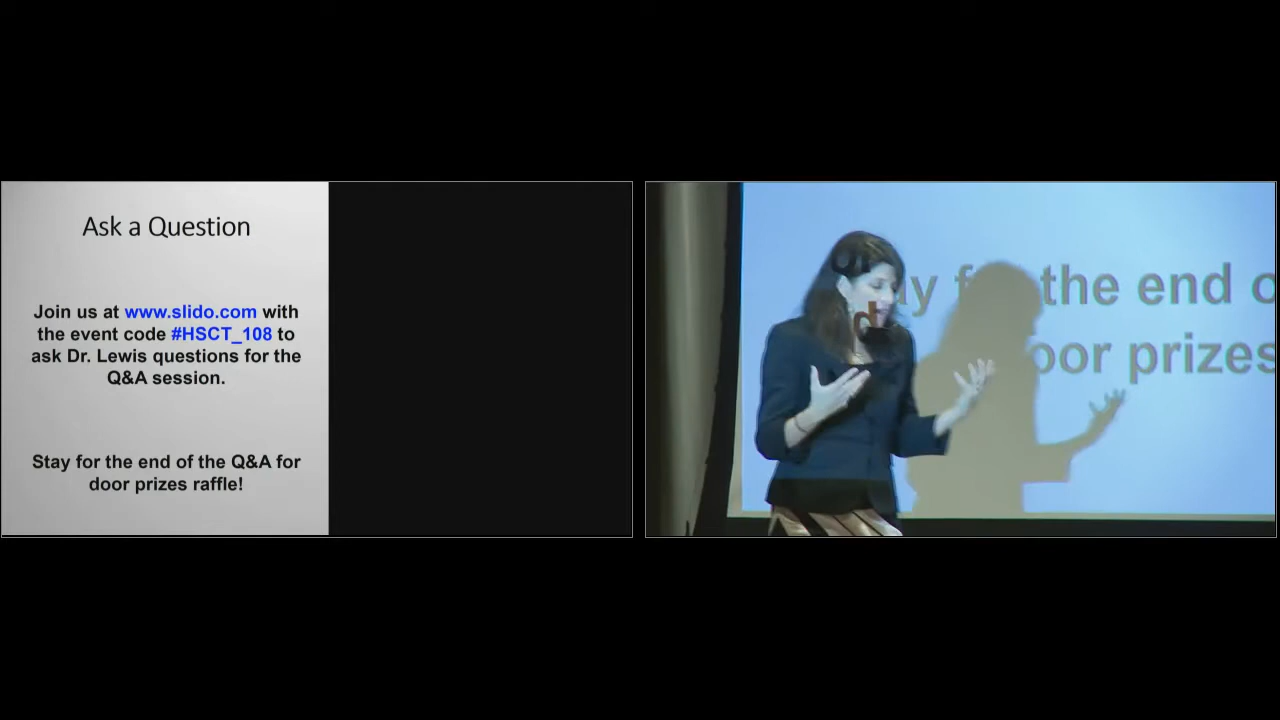 Ask a Question
Join us at www.slido.com with
the event code #HSCT_108 to
ask Dr. Lewis questions for the
Q&A session.
Stay for the end of the Q&A for
door prizes raffle!
the end
prizes